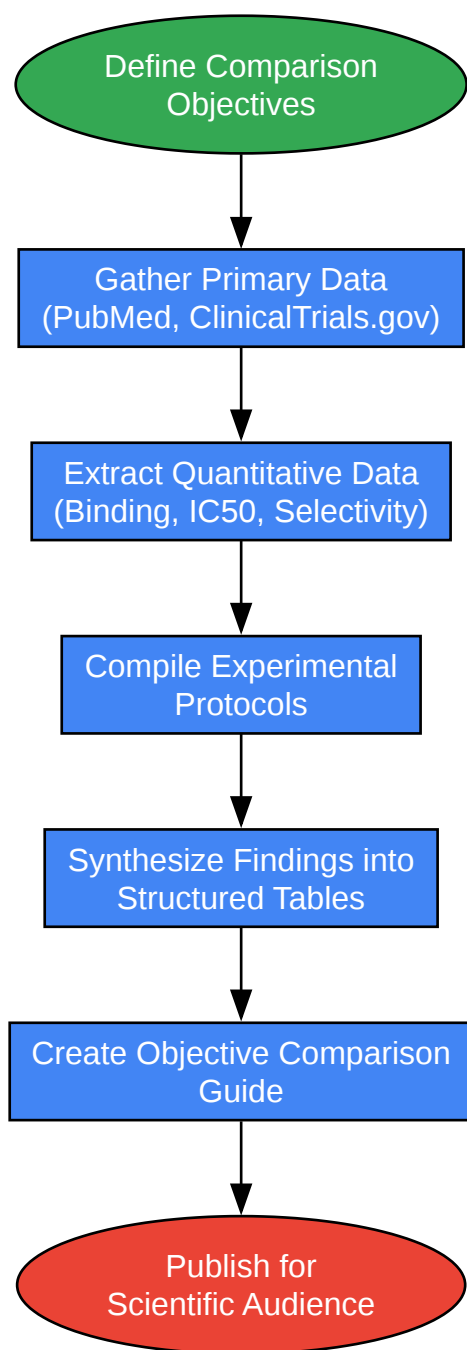 Define Comparison
Objectives
Gather Primary Data
(PubMed, ClinicalTrials.gov)
Extract Quantitative Data
(Binding, IC50, Selectivity)
Compile Experimental
Protocols
Synthesize Findings into
Structured Tables
Create Objective Comparison
Guide
Publish for
Scientific Audience